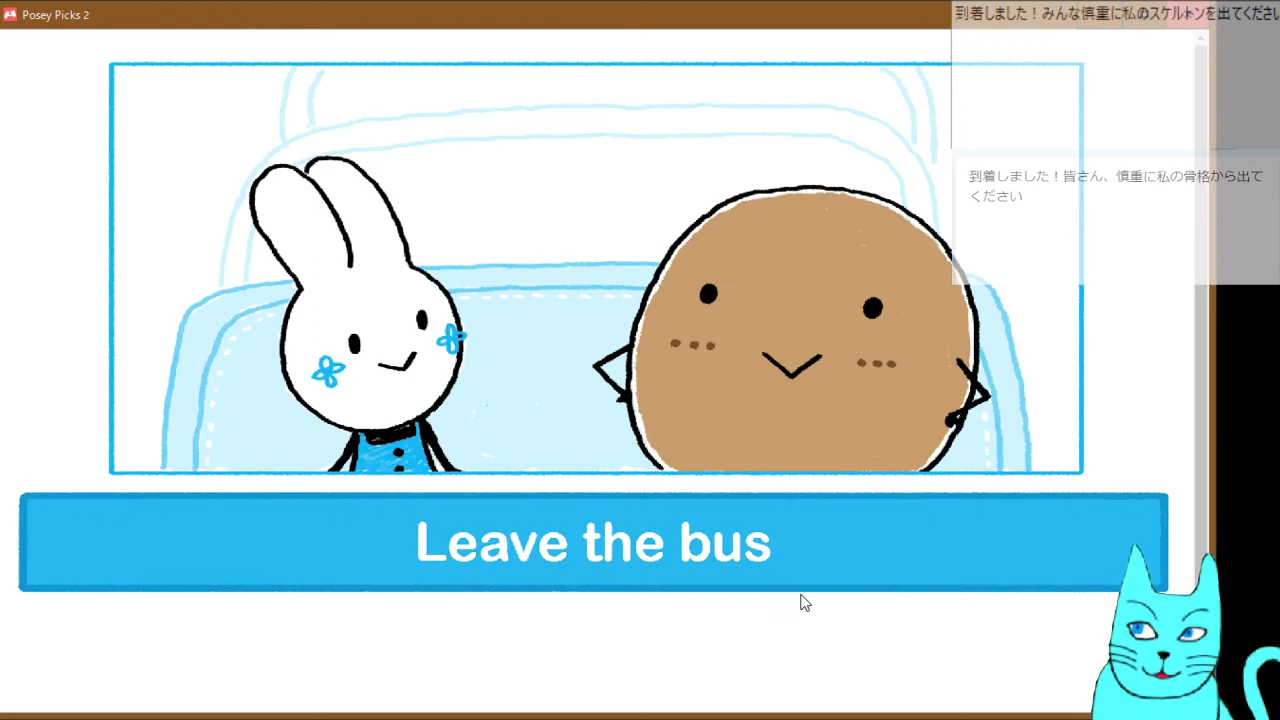 Posey Picks 2
到着しました！みんな慎重に私のスケルトンを出てくださ
到着しました！皆さん、慎重に私の骨格から出て
ください
Leave the bus